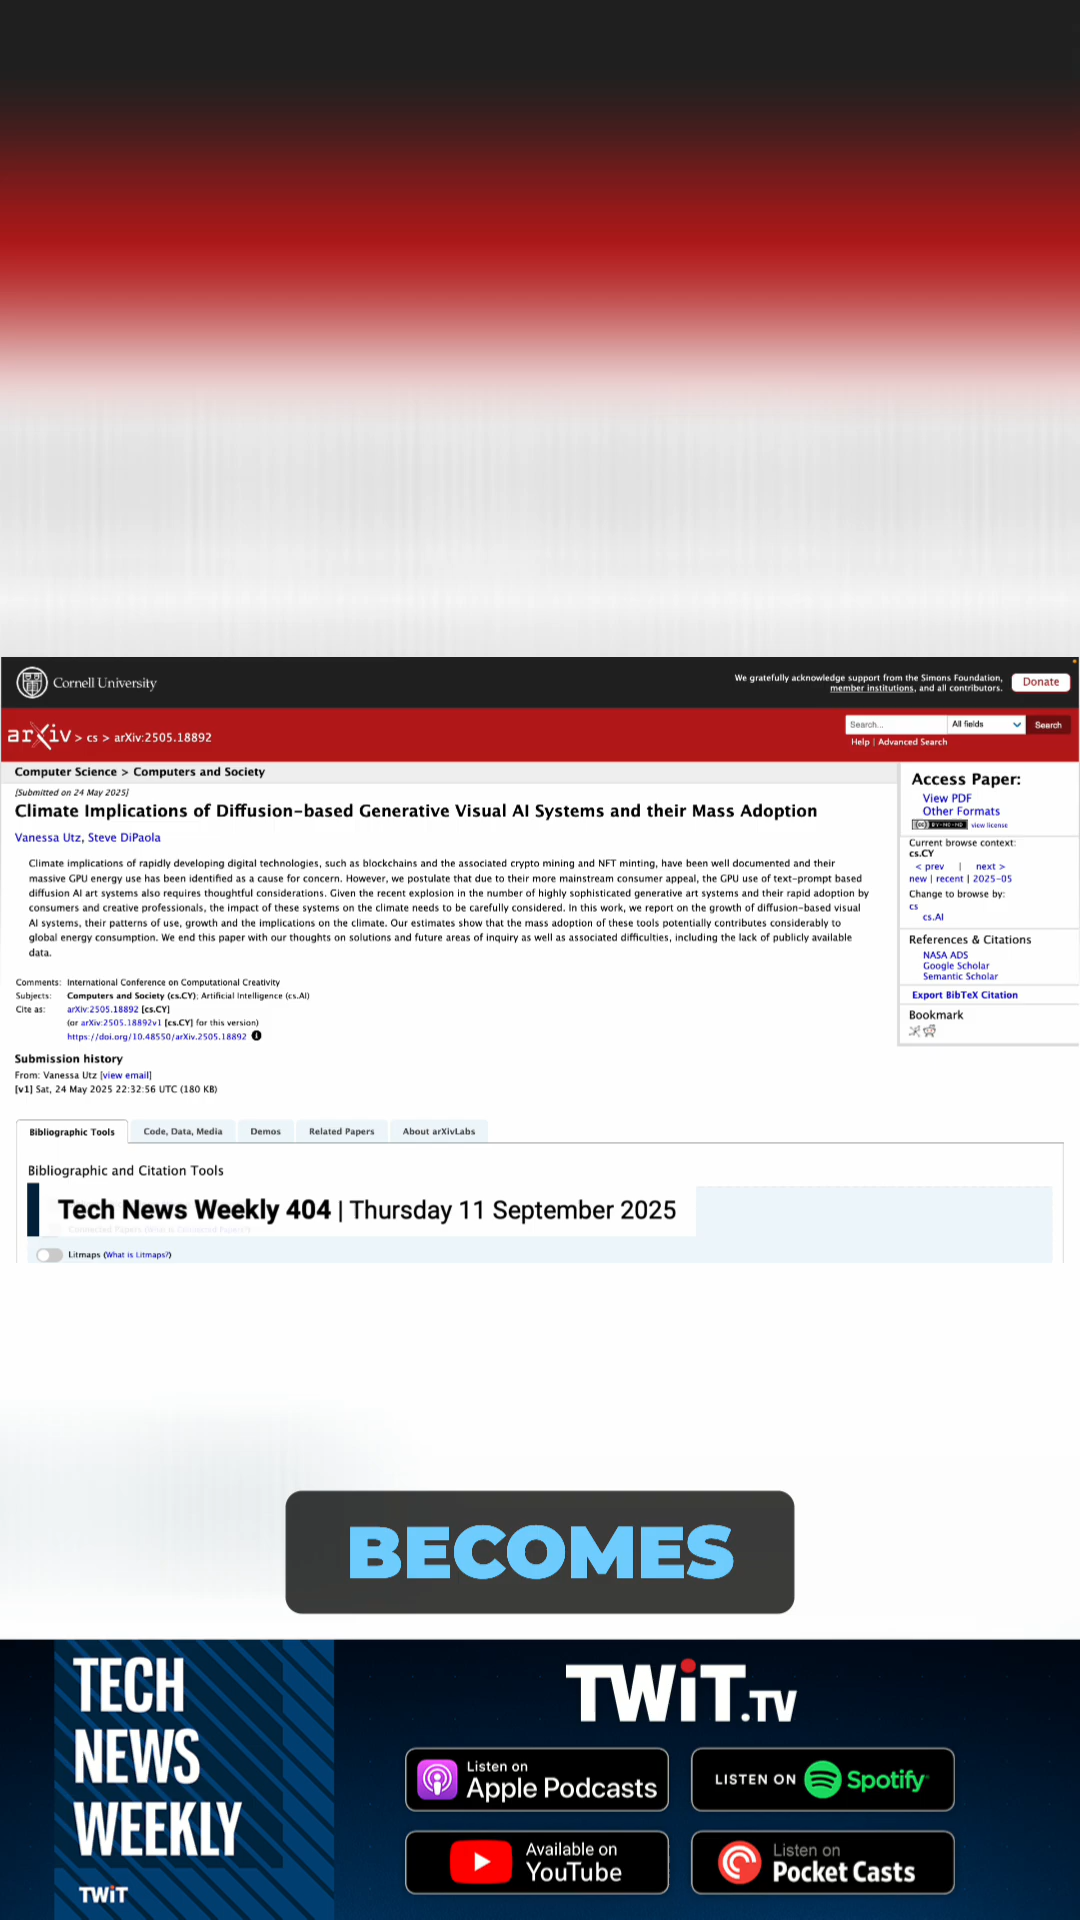 Cornell University
We gratefully acknowledge support from the Simons Foundation,
member institutions, and all contributors.
Donate
arXiv > cs > arXiv:2505.18892
Search...
All fields
Search
Help | Advanced Search
Computer Science > Computers and Society
[Submitted on 24 May 2025]
Climate Implications of Diffusion-based Generative Visual AI Systems and their Mass Adoption
Vanessa Utz, Steve DiPaola
Climate implications of rapidly developing digital technologies, such as blockchains and the associated crypto mining and NFT minting, have been well documented and their
massive GPU energy use has been identified as a cause for concern. However, we postulate that due to their more mainstream consumer appeal, the GPU use of text-prompt based
diffusion AI art systems also requires thoughtful considerations. Given the recent explosion in the number of highly sophisticated generative art systems and their rapid adoption by
consumers and creative professionals, the impact of these systems on the climate needs to be carefully considered. In this work, we report on the growth of diffusion-based visual
AI systems, their patterns of use, growth and the implications on the climate. Our estimates show that the mass adoption of these tools potentially contributes considerably to
global energy consumption. We end this paper with our thoughts on solutions and future areas of inquiry as well as associated difficulties, including the lack of publicly available
data.
Comments: International Conference on Computational Creativity
Subjects: Computers and Society (cs.CY); Artificial Intelligence (cs.AI)
Cite as: arXiv:2505.18892 [cs.CY]
(or arXiv:2505.18892v1 [cs.CY] for this version)
https://doi.org/10.48550/arXiv.2505.18892
Submission history
From: Vanessa Utz [view email]
[v1] Sat, 24 May 2025 22:32:56 UTC (180 KB)
Access Paper:
View PDF
Other Formats
(cc) BY-NC-ND view license
Current browse context:
cs.CY
< prev | next >
new | recent | 2025-05
Change to browse by:
cs
cs.AI
References & Citations
NASA ADS
Google Scholar
Semantic Scholar
Export BibTeX Citation
Bookmark
Bibliographic Tools
Code, Data, Media
Demos
Related Papers
About arXivLabs
Bibliographic and Citation Tools
Tech News Weekly 404 | Thursday 11 September 2025
Connected Papers (What is Connected Papers?)
Litmaps (What is Litmaps?)
BECOMES
TECH
NEWS
WEEKLY
TWiT
TWiT.TV
Listen on
Apple Podcasts
LISTEN ON Spotify
Available on
YouTube
Listen on
Pocket Casts